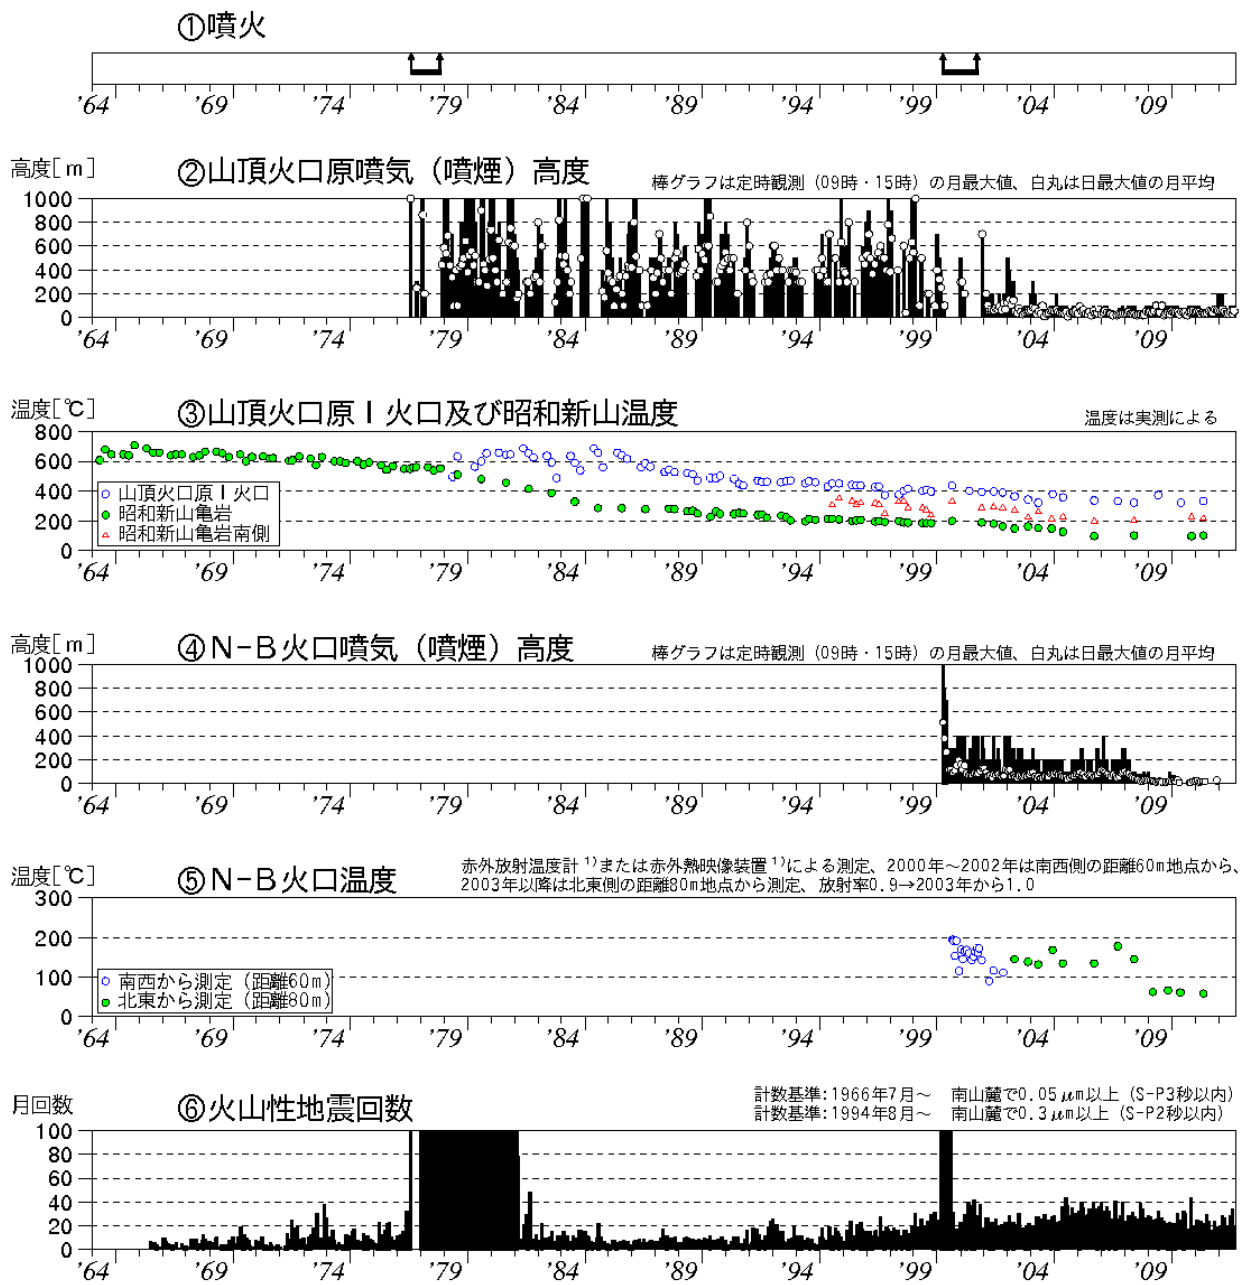 ①噴火
'64 '69 '74 '79 '84 '89 '94 '99 '04 '09
高度[m]
②山頂火口原噴気（噴煙）高度
棒グラフは定時観測（09時・15時）の月最大値、白丸は日最大値の月平均
1000
800
600
400
200
0
'64 '69 '74 '79 '84 '89 '94 '99 '04 '09
温度[℃]
③山頂火口原Ｉ火口及び昭和新山温度
温度は実測による
800
600
400
200
0
山頂火口原Ｉ火口
昭和新山亀岩
昭和新山亀岩南側
'64 '69 '74 '79 '84 '89 '94 '99 '04 '09
高度[m]
④Ｎ−Ｂ火口噴気（噴煙）高度
棒グラフは定時観測（09時・15時）の月最大値、白丸は日最大値の月平均
1000
800
600
400
200
0
'64 '69 '74 '79 '84 '89 '94 '99 '04 '09
温度[℃]
⑤Ｎ−Ｂ火口温度
赤外放射温度計 1)または赤外熱映像装置 1)による測定、2000年～2002年は南西側の距離60m地点から、
2003年以降は北東側の距離80m地点から測定、放射率0.9→2003年から1.0
300
200
100
0
南西から測定（距離60m）
北東から測定（距離80m）
'64 '69 '74 '79 '84 '89 '94 '99 '04 '09
月回数
⑥火山性地震回数
計数基準:1966年7月～ 南山麓で0.05μm以上（S-P3秒以内）
計数基準:1994年8月～ 南山麓で0.3μm以上（S-P2秒以内）
100
80
60
40
20
0
'64 '69 '74 '79 '84 '89 '94 '99 '04 '09